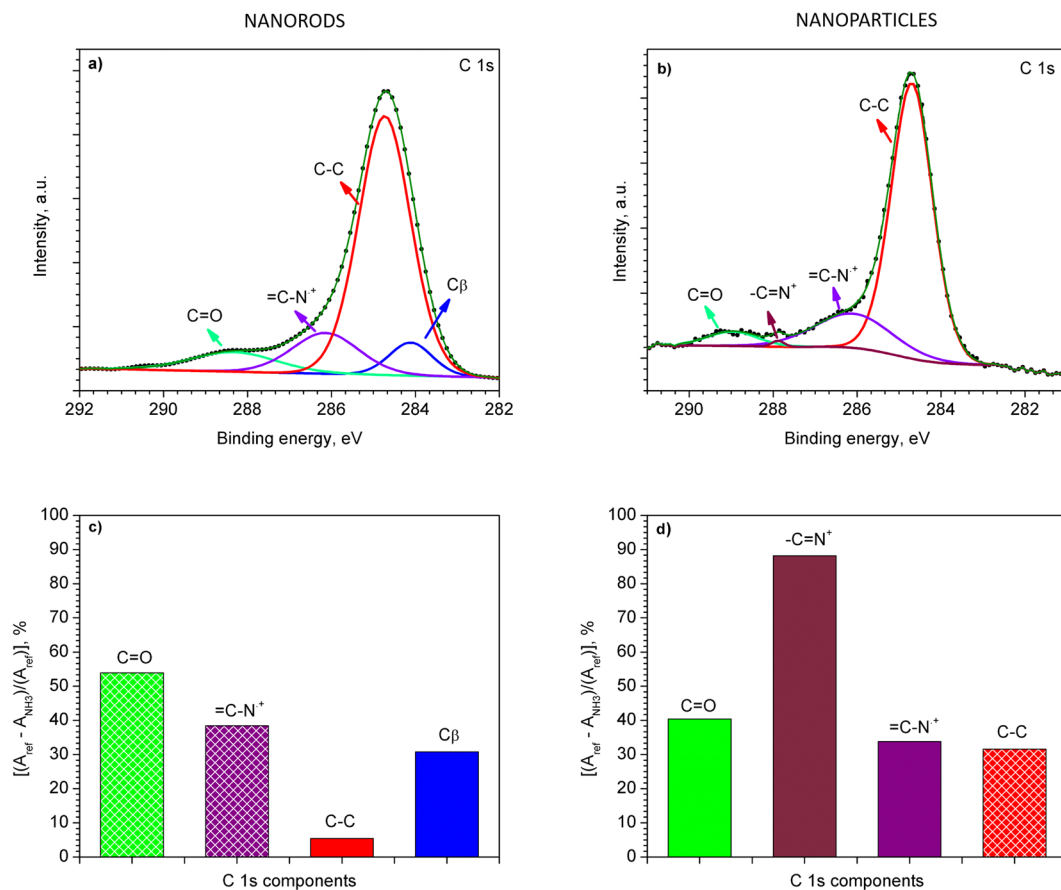 NANORODS
NANOPARTICLES
a)
C 1s
C-C
=C-N·+
Cβ
C=O
Intensity, a.u.
292 290 288 286 284 282
Binding energy, eV
b)
C 1s
C-C
=C-N·+
-C=N+
C=O
Intensity, a.u.
290 288 286 284 282
Binding energy, eV
c)
100
90
80
70
60
50
40
30
20
10
0
[(Aref - ANH3)/(Aref)], %
C=O
=C-N·+
C-C
Cβ
C 1s components
d)
100
90
80
70
60
50
40
30
20
10
0
[(Aref - ANH3)/(Aref)], %
C=O
-C=N+
=C-N·+
C-C
C 1s components